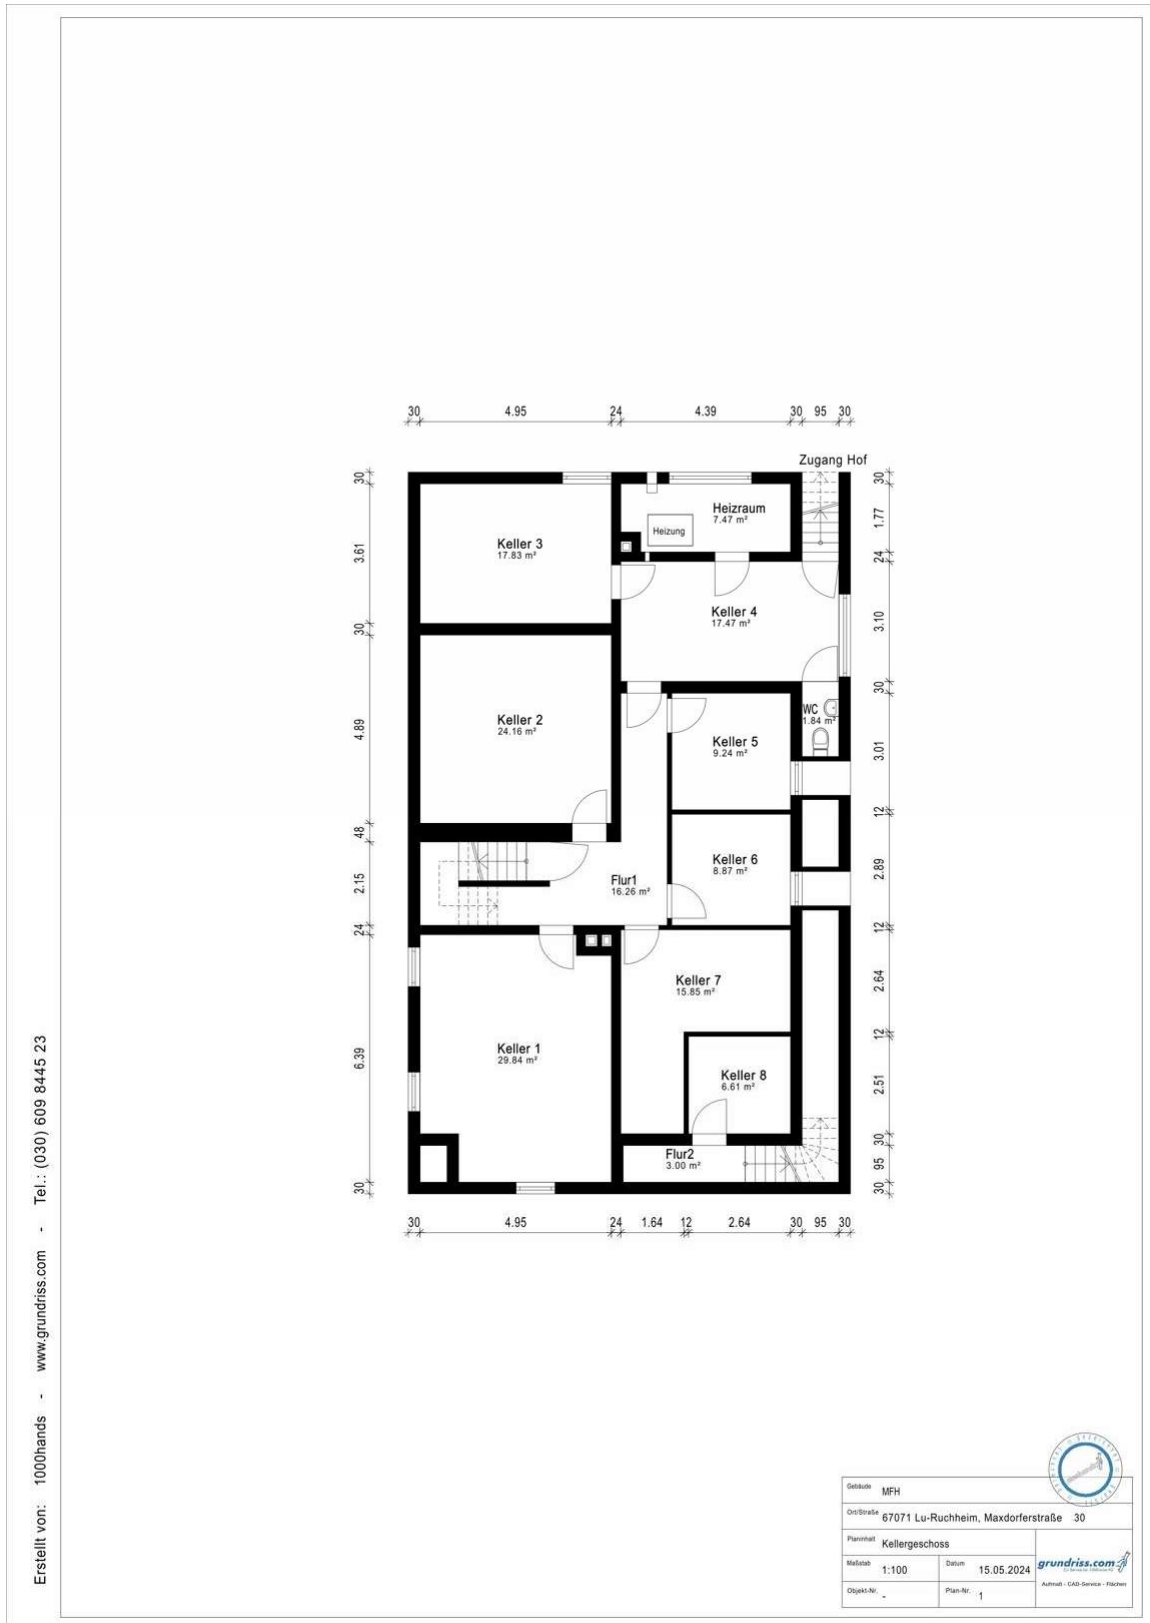 30 4.95 24 4.39 30 95 30
Zugang Hof
30
3.61
30
4.89
48
2.15
24
6.39
30
30
1.77
24
3.10
30
3.01
12
2.89
12
2.64
12
2.51
30
95
30
Heizraum
7.47 m²
Heizung
Keller 3
17.83 m²
Keller 4
17.47 m²
WC
1.84 m²
Keller 2
24.16 m²
Keller 5
9.24 m²
Keller 6
8.87 m²
Flur1
16.26 m²
Keller 7
15.85 m²
Keller 1
29.84 m²
Keller 8
6.61 m²
Flur2
3.00 m²
30 4.95 24 1.64 12 2.64 30 95 30
Erstellt von: 1000hands - www.grundriss.com - Tel.: (030) 609 8445 23
Gebäude MFH
Ort/Straße 67071 Lu-Ruchheim, Maxdorferstraße 30
Planinhalt Kellergeschoss
Maßstab 1:100 Datum 15.05.2024
Objekt-Nr. - Plan-Nr. 1
grundriss.com
Aufmaß - CAD-Service - Flächen